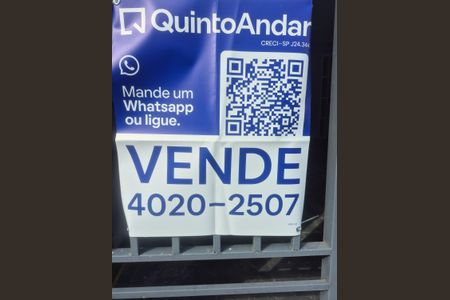 QuintoAndar
Mande um
Whatsapp
ou ligue.
VENDE
4020-2507